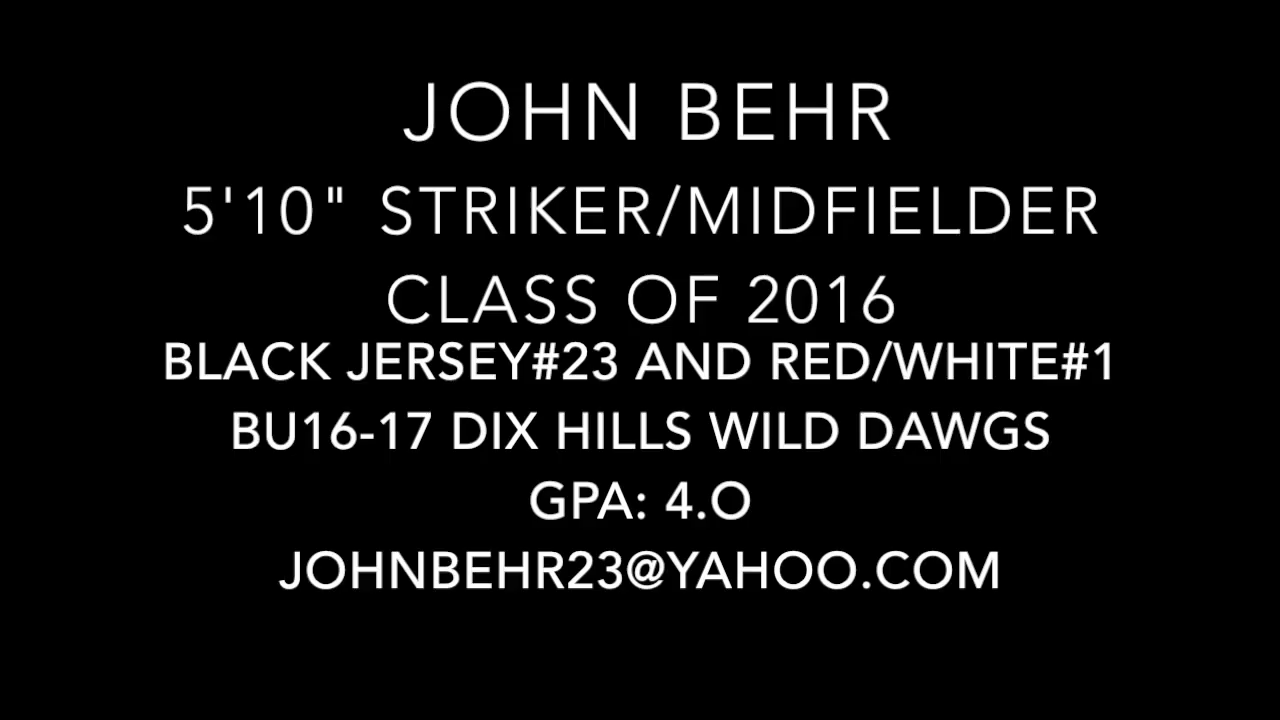 JOHN BEHR
5'10" STRIKER/MIDFIELDER
CLASS OF 2016
BLACK JERSEY#23 AND RED/WHITE#1
BU16-17 DIX HILLS WILD DAWGS
GPA: 4.O
JOHNBEHR23@YAHOO.COM